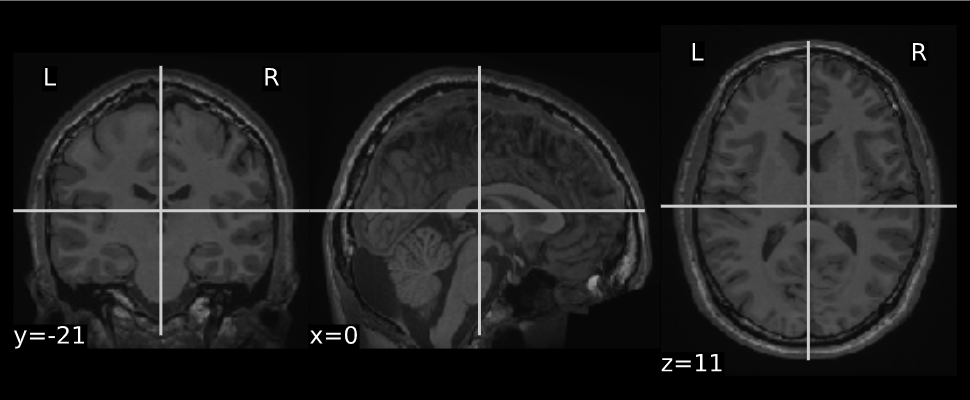 L R
L R
y=-21
x=0
z=11